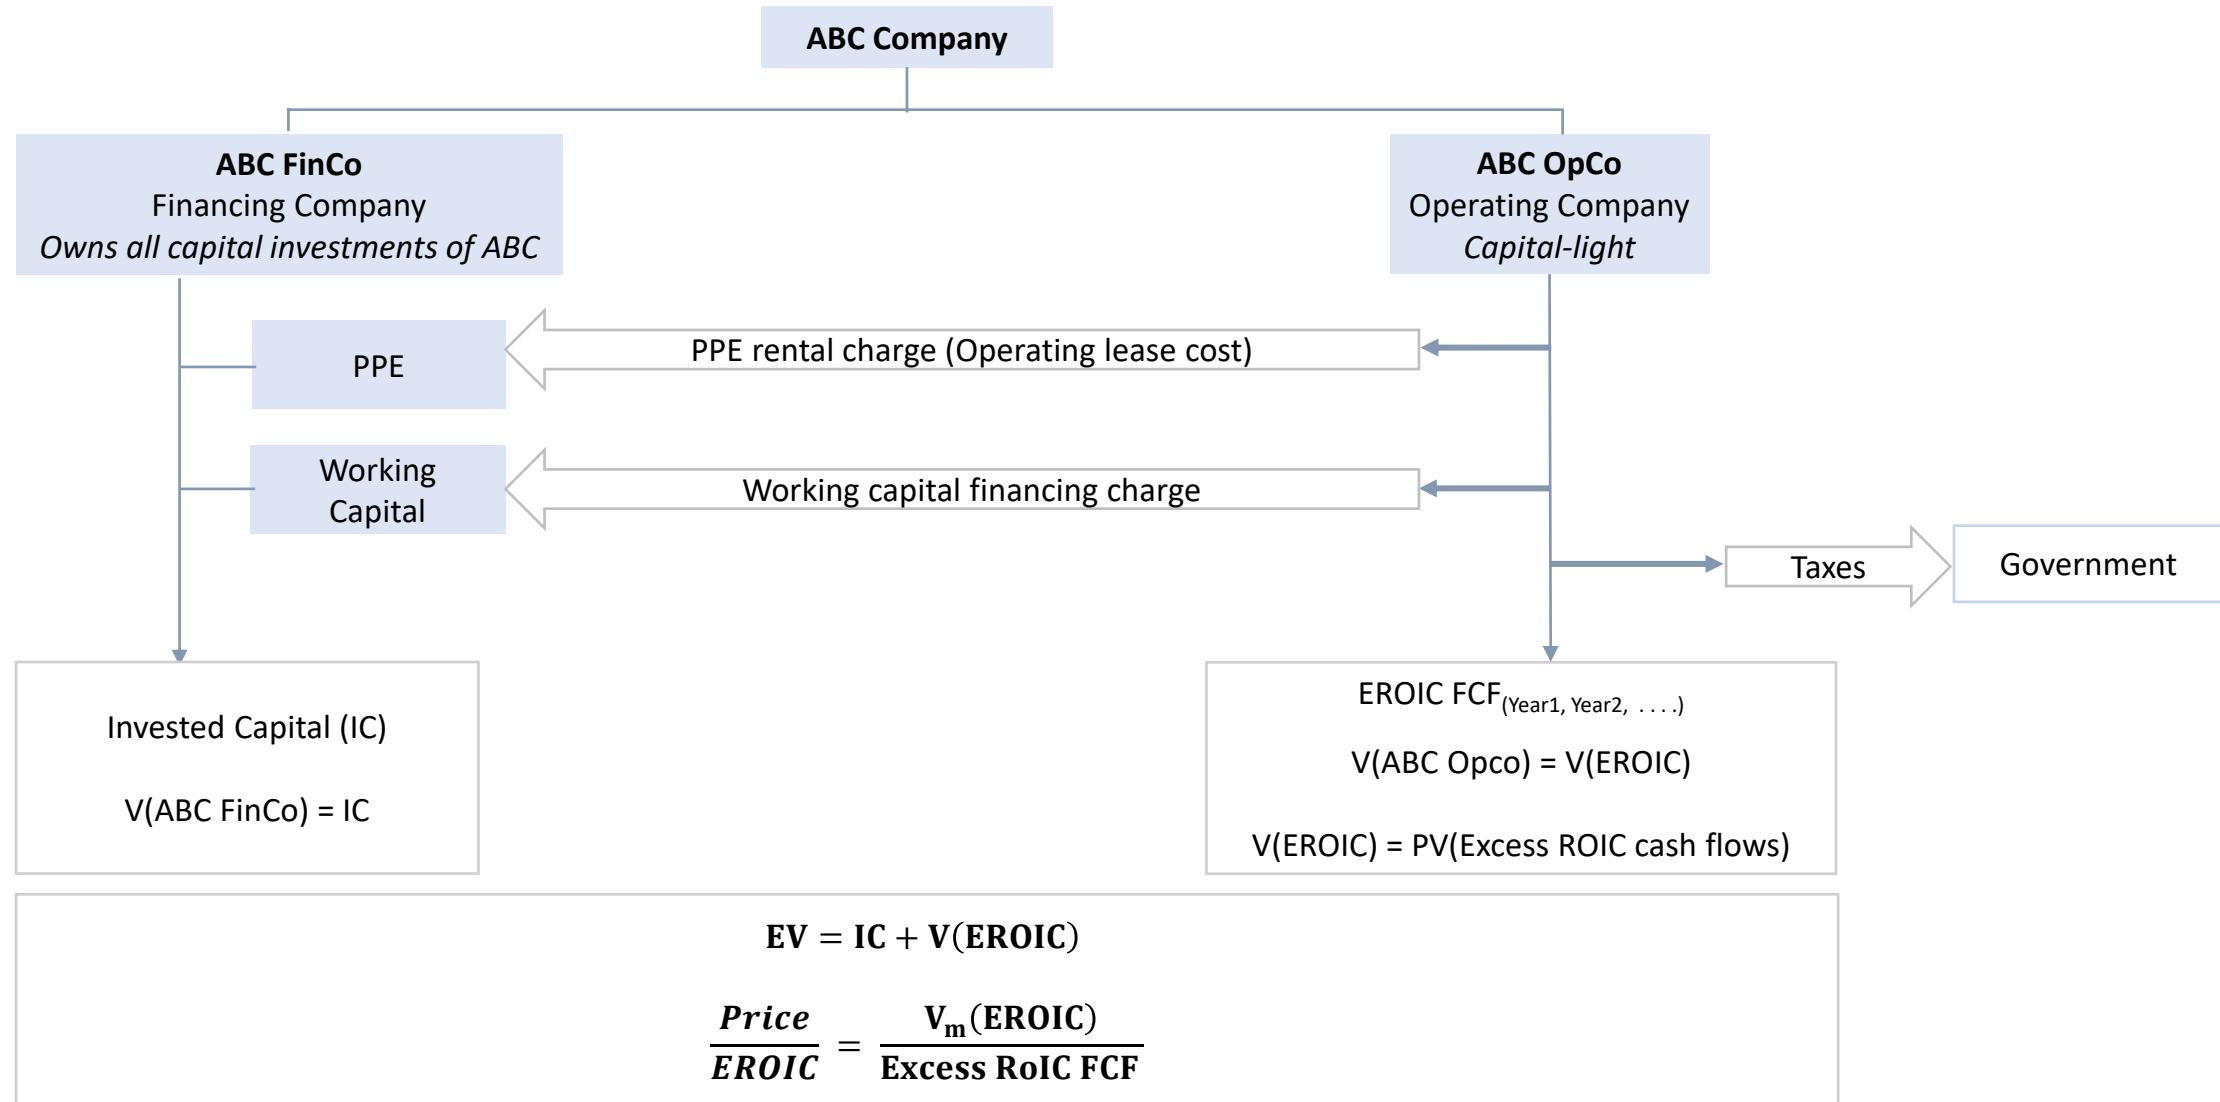 ABC Company
ABC FinCo
Financing Company
Owns all capital investments of ABC
ABC OpCo
Operating Company
Capital-light
PPE
PPE rental charge (Operating lease cost)
Working
Capital
Working capital financing charge
Taxes
Government
Invested Capital (IC)
V(ABC FinCo) = IC
EROIC FCF(Year1, Year2, . . . .)
V(ABC Opco) = V(EROIC)
V(EROIC) = PV(Excess ROIC cash flows)
EV = IC + V(EROIC)
Price / EROIC = Vm(EROIC) / Excess RoIC FCF